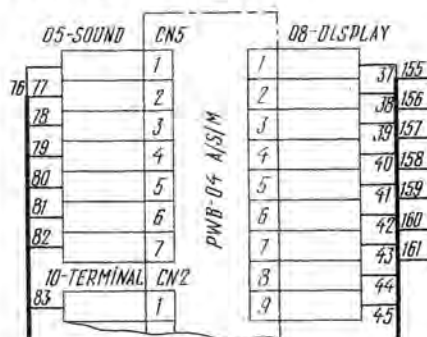 05-SOUND CN5 08-DISPLAY
1 1 37 155
76 77 2 2 38 156
78 3 3 39 157
79 4 4 40 158
80 5 5 41 159
81 6 6 42 160
82 7 7 43 161
10-TERMINAL CN2 8 44
83 1 9 45
PWB-04 A/S/M